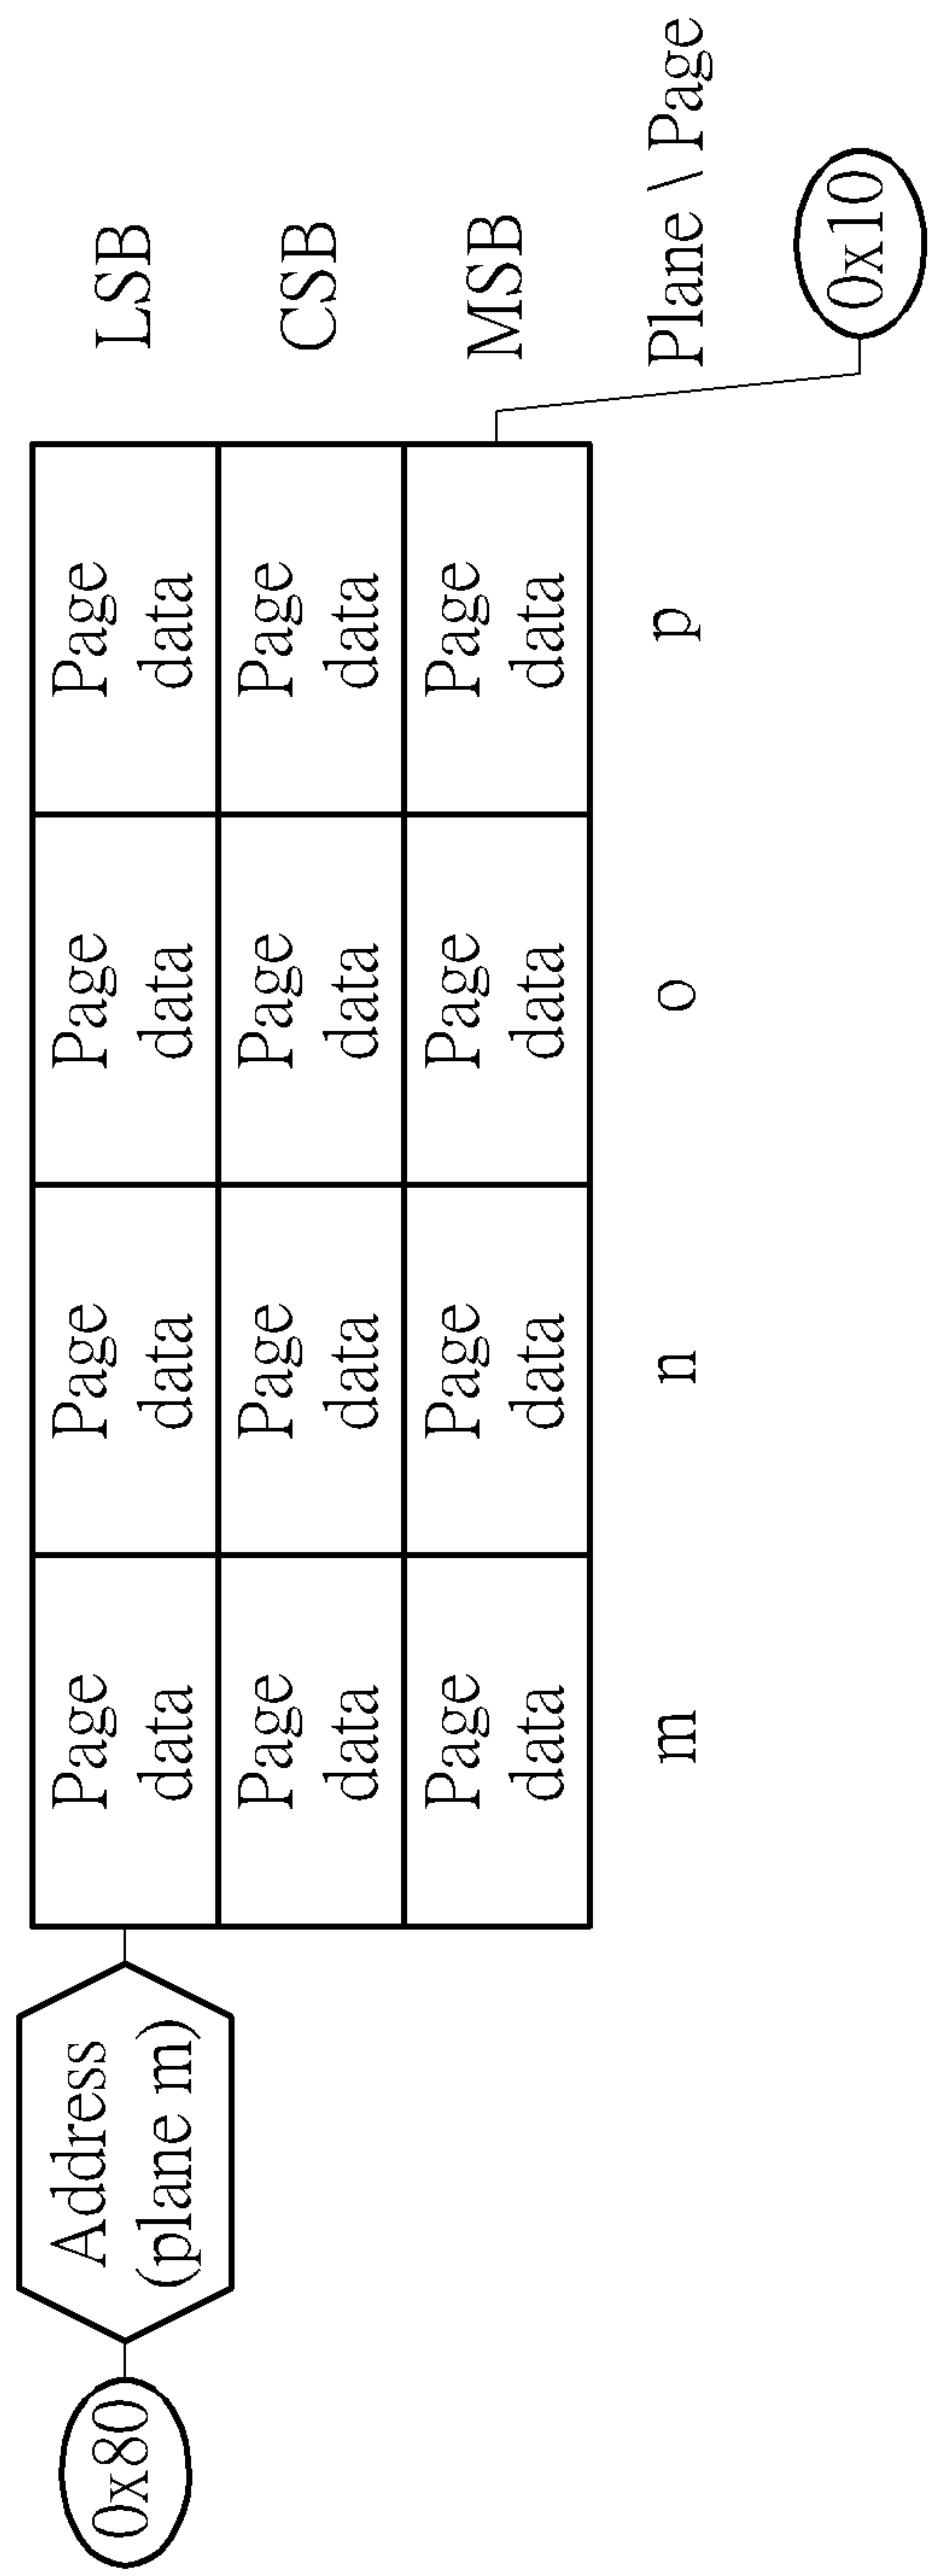 0x80
Address
(plane m)
Page
data
Page
data
Page
data
Page
data
LSB
Page
data
Page
data
Page
data
Page
data
CSB
Page
data
Page
data
Page
data
Page
data
MSB
m
n
o
p
Plane \ Page
0x10